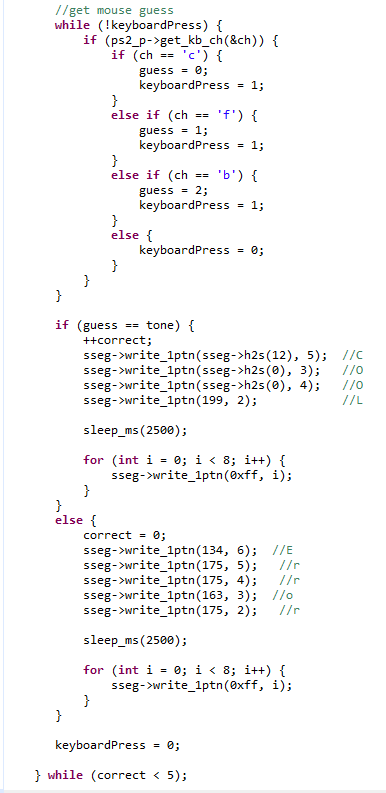 //get mouse guess
while (!keyboardPress) {
if (ps2_p->get_kb_ch(&ch)) {
if (ch == 'c') {
guess = 0;
keyboardPress = 1;
}
else if (ch == 'f') {
guess = 1;
keyboardPress = 1;
}
else if (ch == 'b') {
guess = 2;
keyboardPress = 1;
}
else {
keyboardPress = 0;
}
}
}
if (guess == tone) {
++correct;
sseg->write_1ptn(sseg->h2s(12), 5); //C
sseg->write_1ptn(sseg->h2s(0), 3); //O
sseg->write_1ptn(sseg->h2s(0), 4); //O
sseg->write_1ptn(199, 2); //L
sleep_ms(2500);
for (int i = 0; i < 8; i++) {
sseg->write_1ptn(0xff, i);
}
}
else {
correct = 0;
sseg->write_1ptn(134, 6); //E
sseg->write_1ptn(175, 5); //r
sseg->write_1ptn(175, 4); //r
sseg->write_1ptn(163, 3); //o
sseg->write_1ptn(175, 2); //r
sleep_ms(2500);
for (int i = 0; i < 8; i++) {
sseg->write_1ptn(0xff, i);
}
}
keyboardPress = 0;
} while (correct < 5);